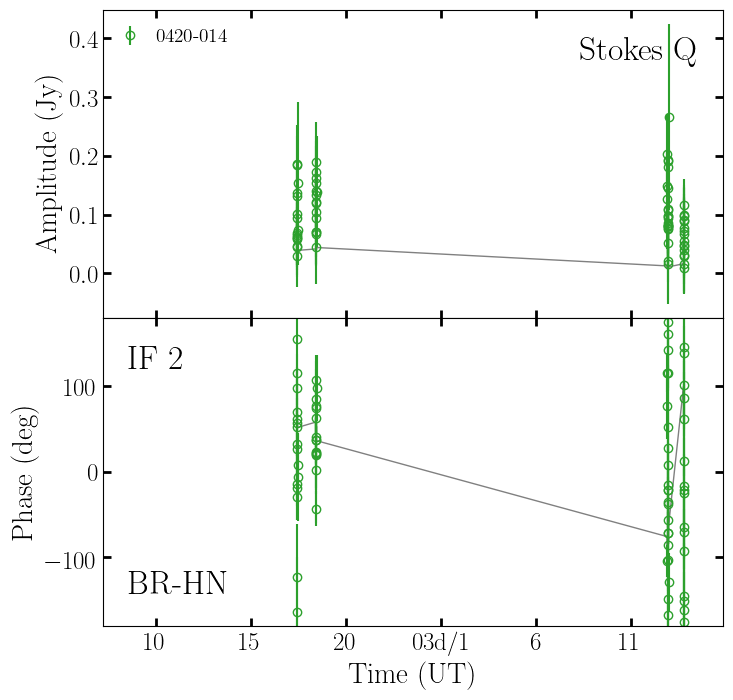 0420-014
Stokes Q
0.4
0.3
0.2
0.1
0.0
Amplitude (Jy)
IF 2
100
0
−100
Phase (deg)
BR-HN
10 15 20 03d/1 6 11
Time (UT)